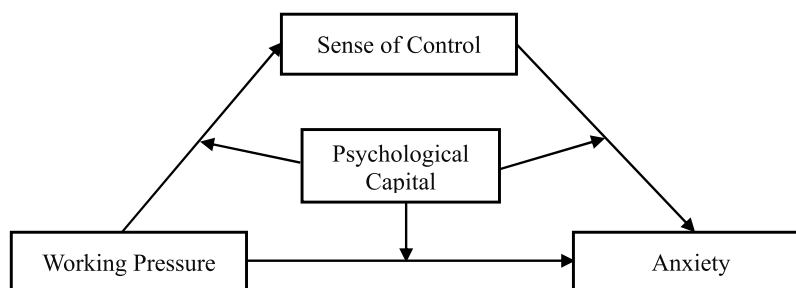 Sense of Control
Psychological
Capital
Working Pressure
Anxiety